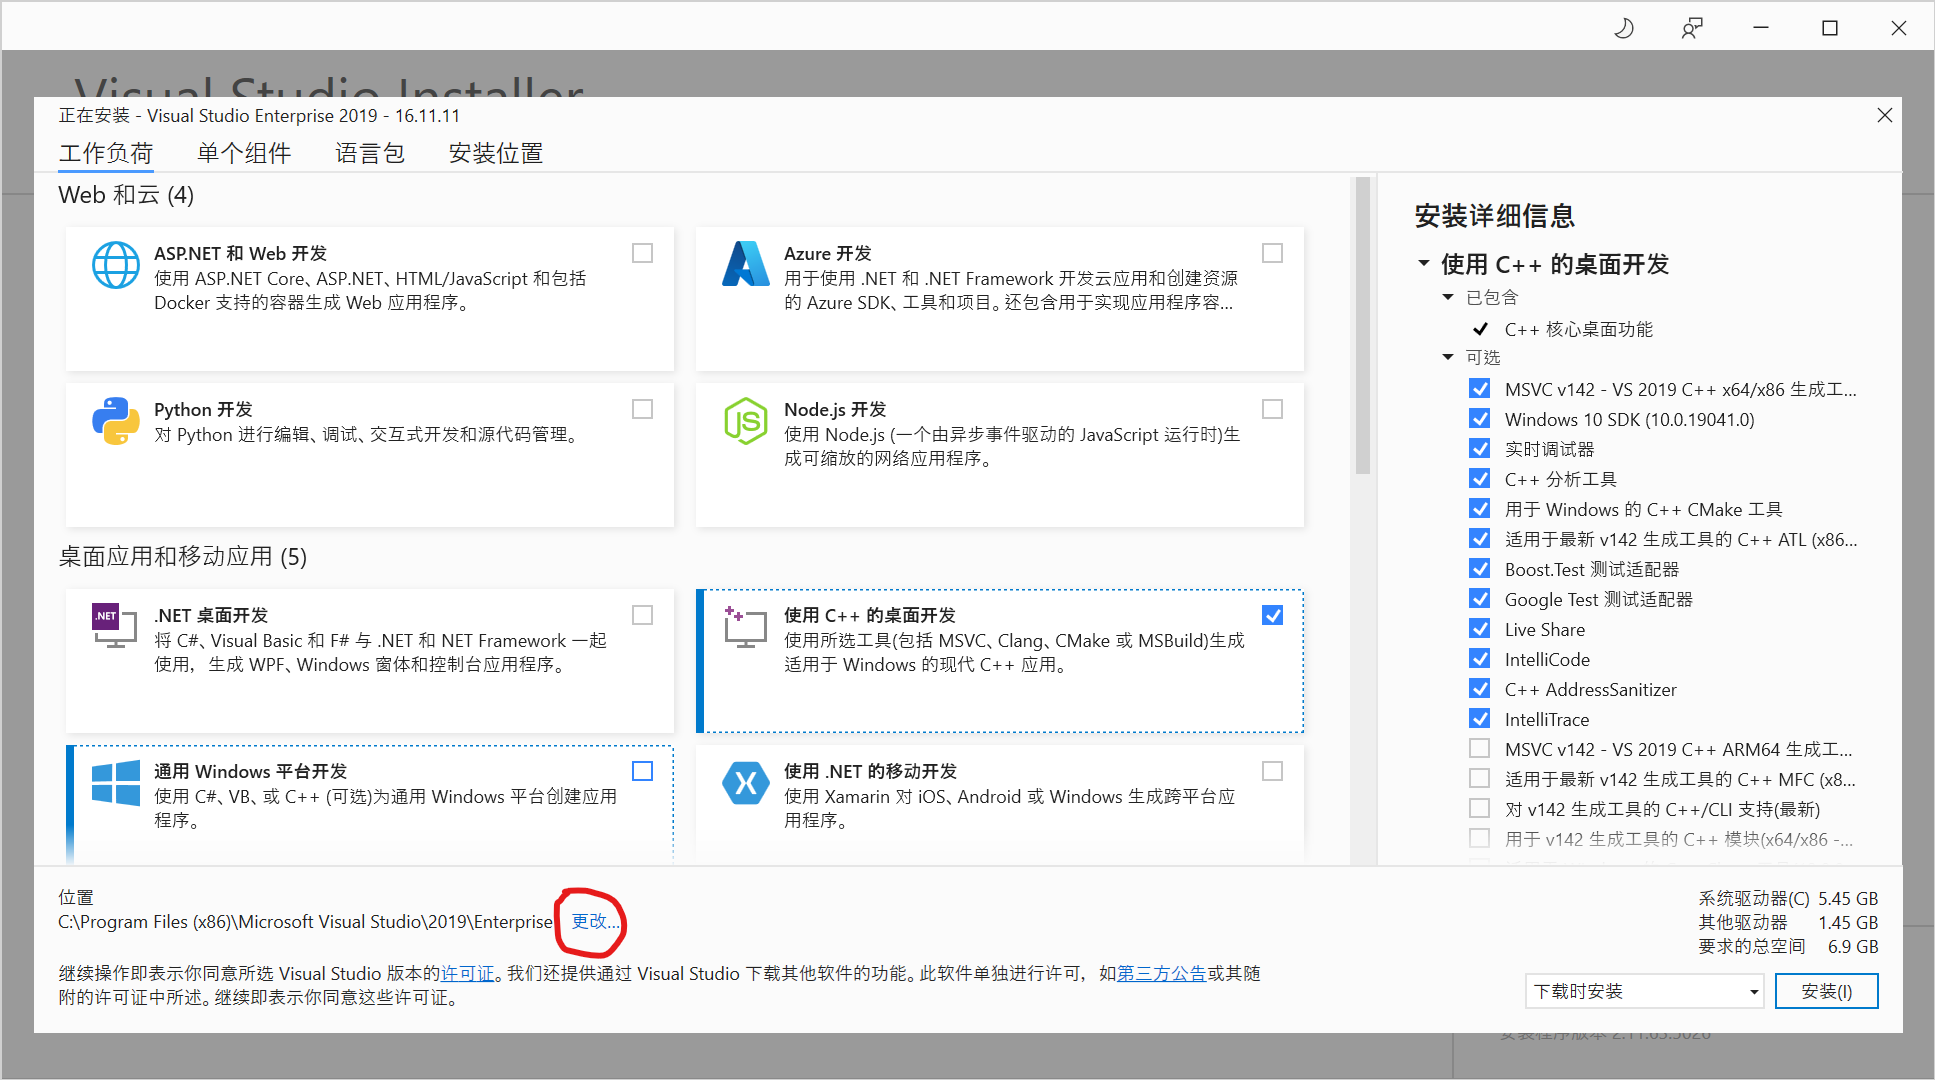 Visual Studio Installer
正在安装 - Visual Studio Enterprise 2019 - 16.11.11
工作负荷 单个组件 语言包 安装位置
Web 和云 (4)
ASP.NET 和 Web 开发
使用 ASP.NET Core、ASP.NET、HTML/JavaScript 和包括
Docker 支持的容器生成 Web 应用程序。
Azure 开发
用于使用 .NET 和 .NET Framework 开发云应用和创建资源
的 Azure SDK、工具和项目。还包含用于实现应用程序容...
Python 开发
对 Python 进行编辑、调试、交互式开发和源代码管理。
JS
Node.js 开发
使用 Node.js (一个由异步事件驱动的 JavaScript 运行时)生
成可缩放的网络应用程序。
桌面应用和移动应用 (5)
.NET
.NET 桌面开发
将 C#、Visual Basic 和 F# 与 .NET 和 NET Framework 一起
使用，生成 WPF、Windows 窗体和控制台应用程序。
使用 C++ 的桌面开发
使用所选工具(包括 MSVC、Clang、CMake 或 MSBuild)生成
适用于 Windows 的现代 C++ 应用。
通用 Windows 平台开发
使用 C#、VB、或 C++ (可选)为通用 Windows 平台创建应用
程序。
使用 .NET 的移动开发
使用 Xamarin 对 iOS、Android 或 Windows 生成跨平台应
用程序。
安装详细信息
使用 C++ 的桌面开发
已包含
C++ 核心桌面功能
可选
MSVC v142 - VS 2019 C++ x64/x86 生成工...
Windows 10 SDK (10.0.19041.0)
实时调试器
C++ 分析工具
用于 Windows 的 C++ CMake 工具
适用于最新 v142 生成工具的 C++ ATL (x86...
Boost.Test 测试适配器
Google Test 测试适配器
Live Share
IntelliCode
C++ AddressSanitizer
IntelliTrace
MSVC v142 - VS 2019 C++ ARM64 生成工...
适用于最新 v142 生成工具的 C++ MFC (x8...
对 v142 生成工具的 C++/CLI 支持(最新)
用于 v142 生成工具的 C++ 模块(x64/x86 -...
位置
C:\Program Files (x86)\Microsoft Visual Studio\2019\Enterprise 更改...
继续操作即表示你同意所选 Visual Studio 版本的许可证。我们还提供通过 Visual Studio 下载其他软件的功能。此软件单独进行许可，如第三方公告或其随
附的许可证中所述。继续即表示你同意这些许可证。
系统驱动器(C) 5.45 GB
其他驱动器 1.45 GB
要求的总空间 6.9 GB
下载时安装
安装(I)